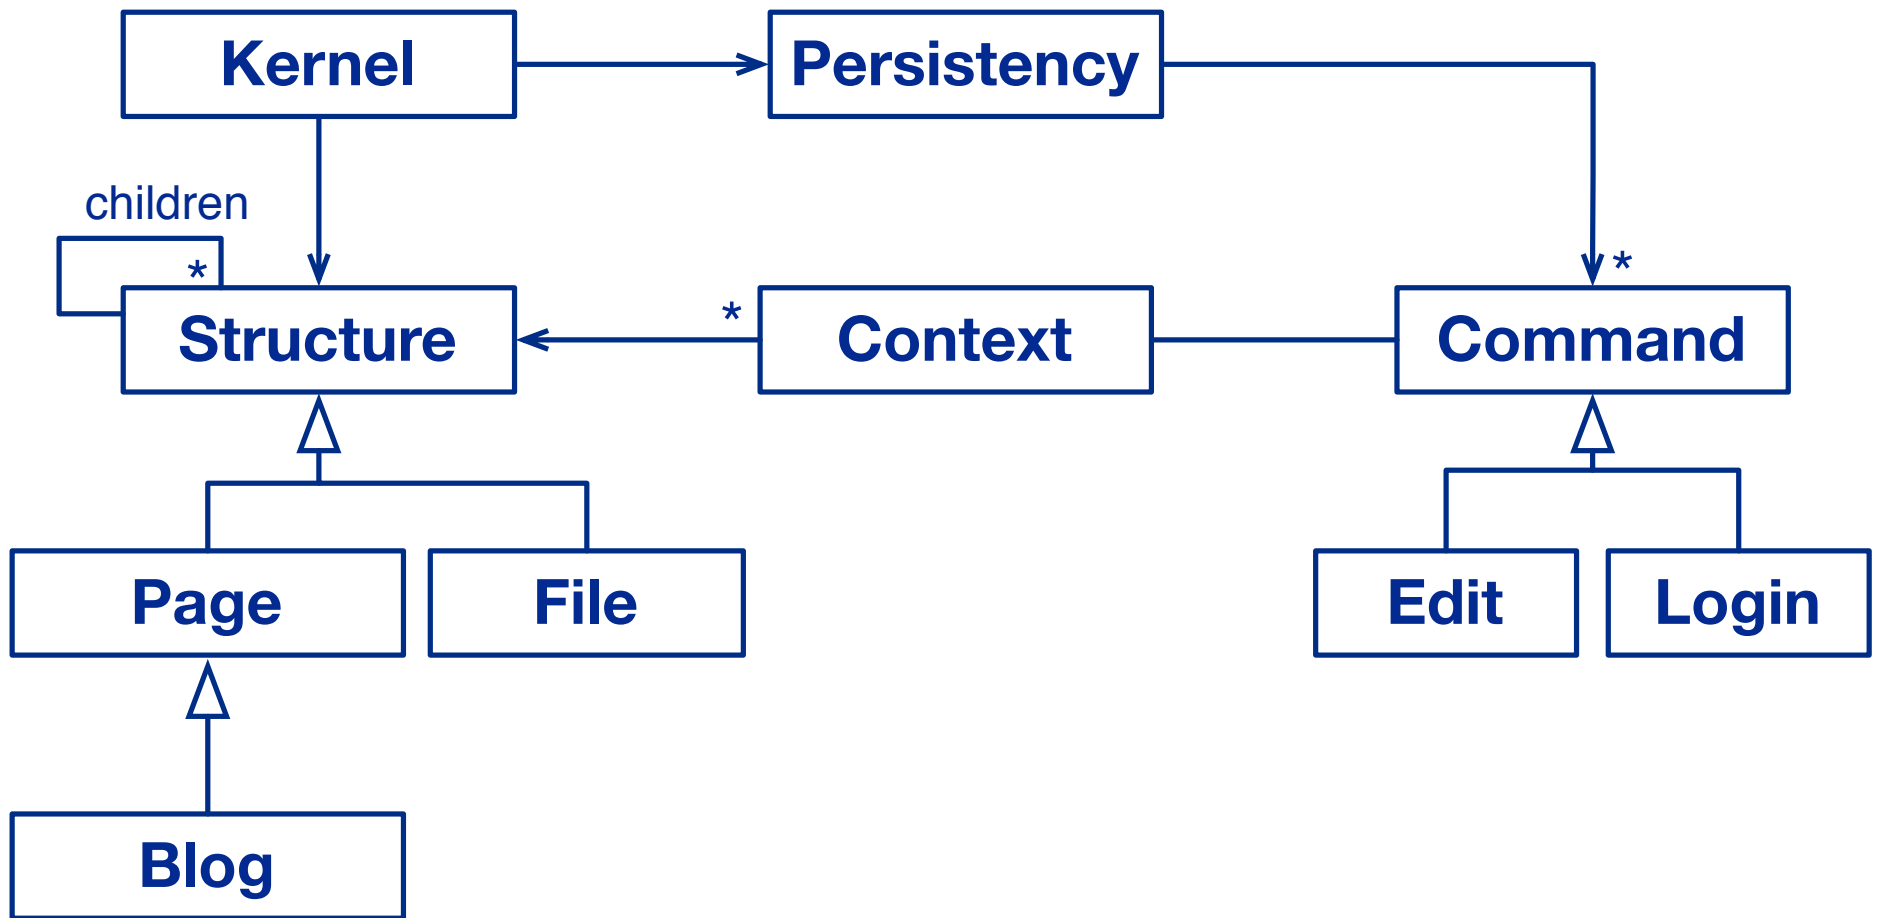 Kernel
Persistency
children
*
*
*
Structure
Context
Command
Page
File
Edit
Login
Blog